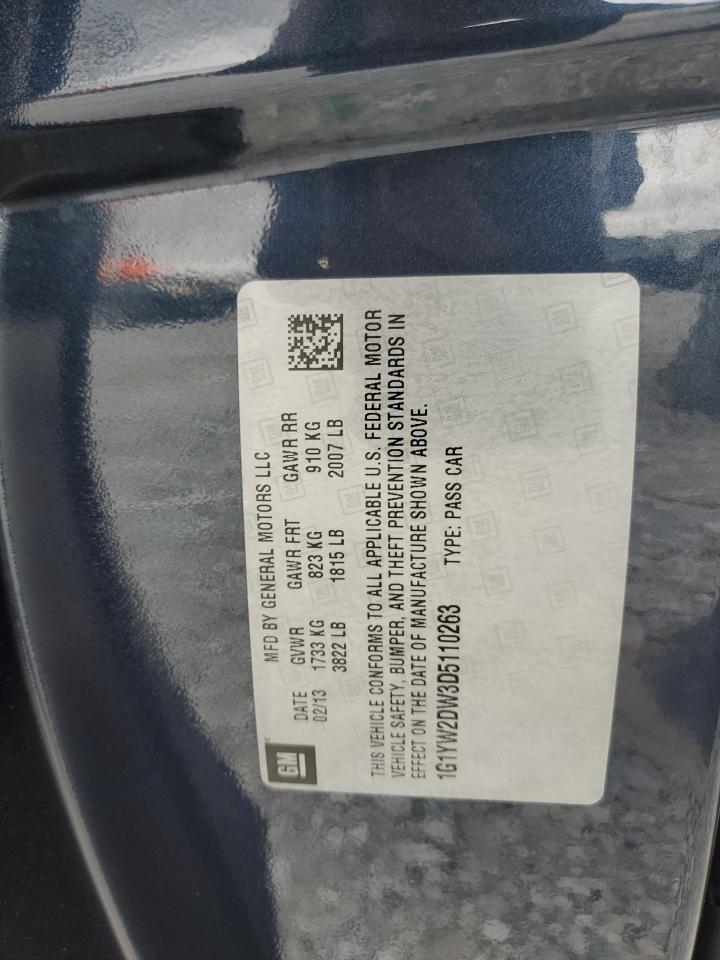 GM
MFD BY GENERAL MOTORS LLC
DATE GVWR GAWR FRT GAWR RR
02/13 1733 KG 823 KG 910 KG
3822 LB 1815 LB 2007 LB
THIS VEHICLE CONFORMS TO ALL APPLICABLE U.S. FEDERAL MOTOR
VEHICLE SAFETY, BUMPER, AND THEFT PREVENTION STANDARDS IN
EFFECT ON THE DATE OF MANUFACTURE SHOWN ABOVE.
1G1YW2DW3D5110263 TYPE: PASS CAR